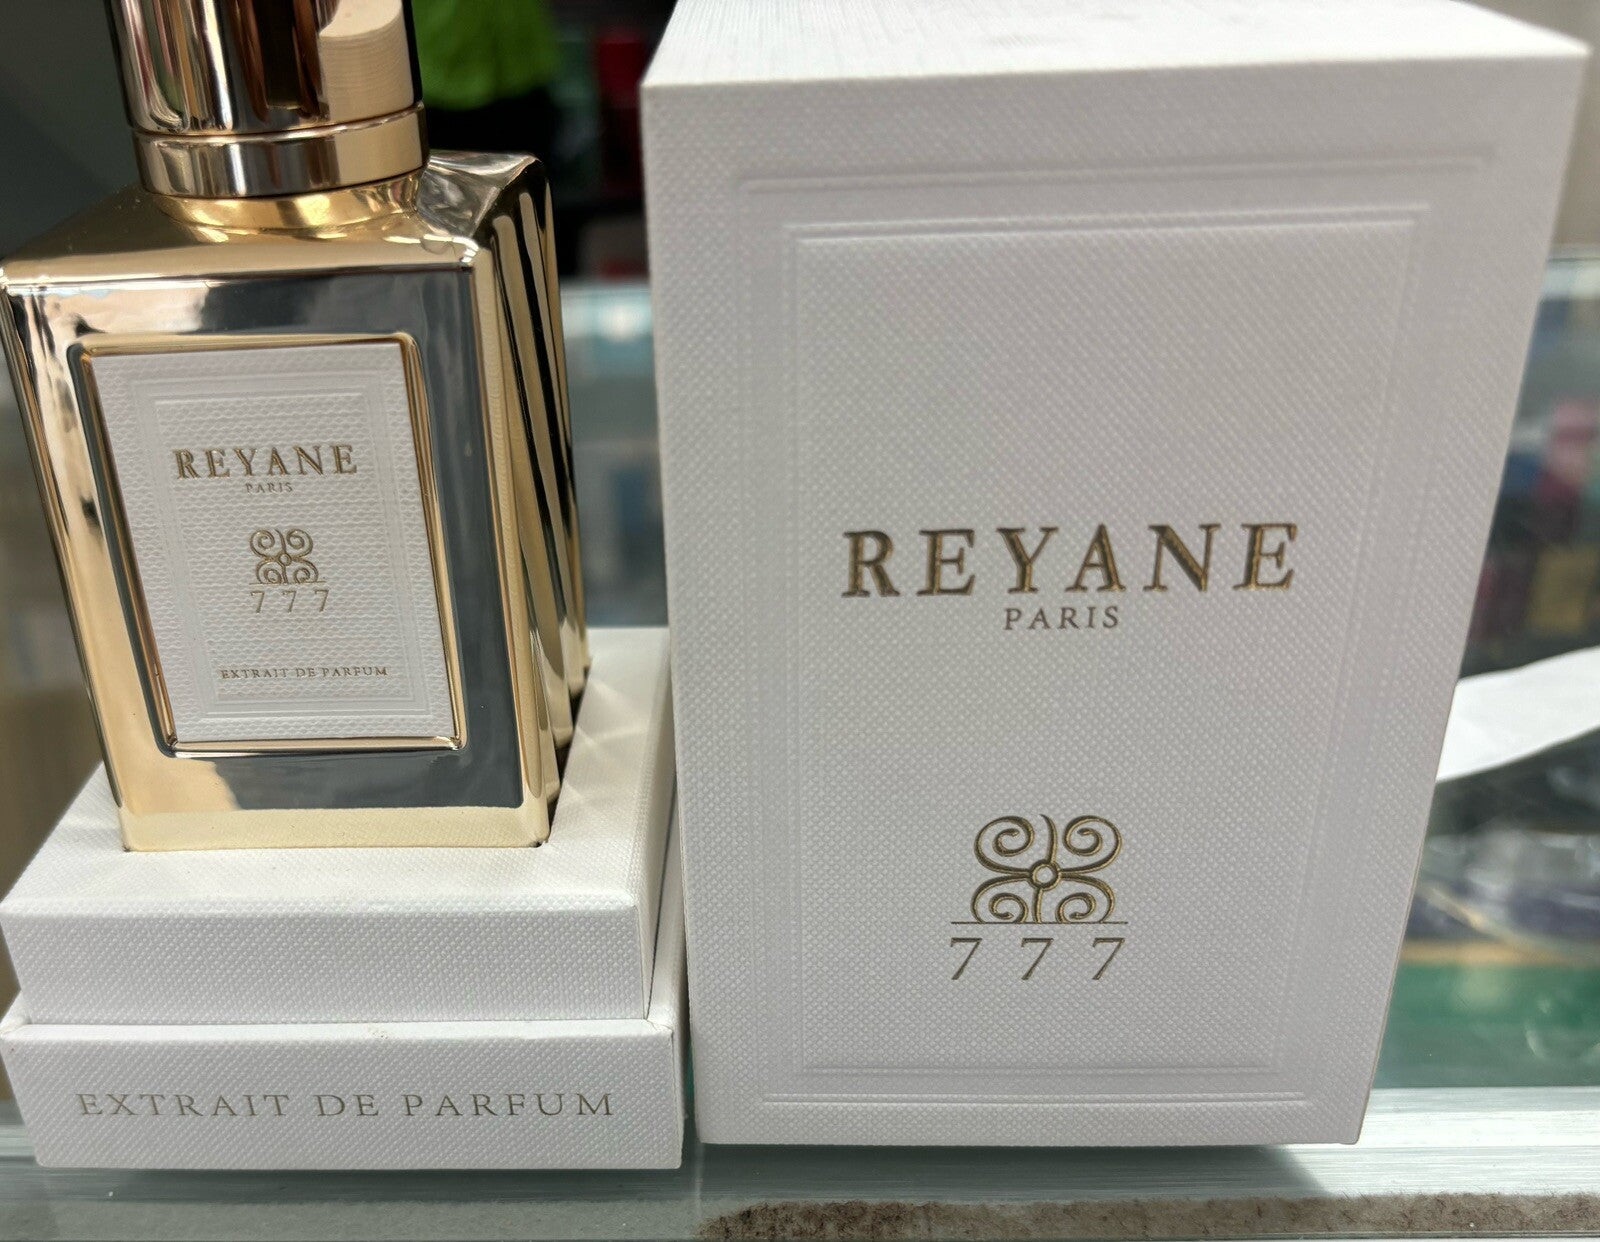 REYANE
PARIS
777
EXTRAIT DE PARFUM
EXTRAIT DE PARFUM
REYANE
PARIS
777